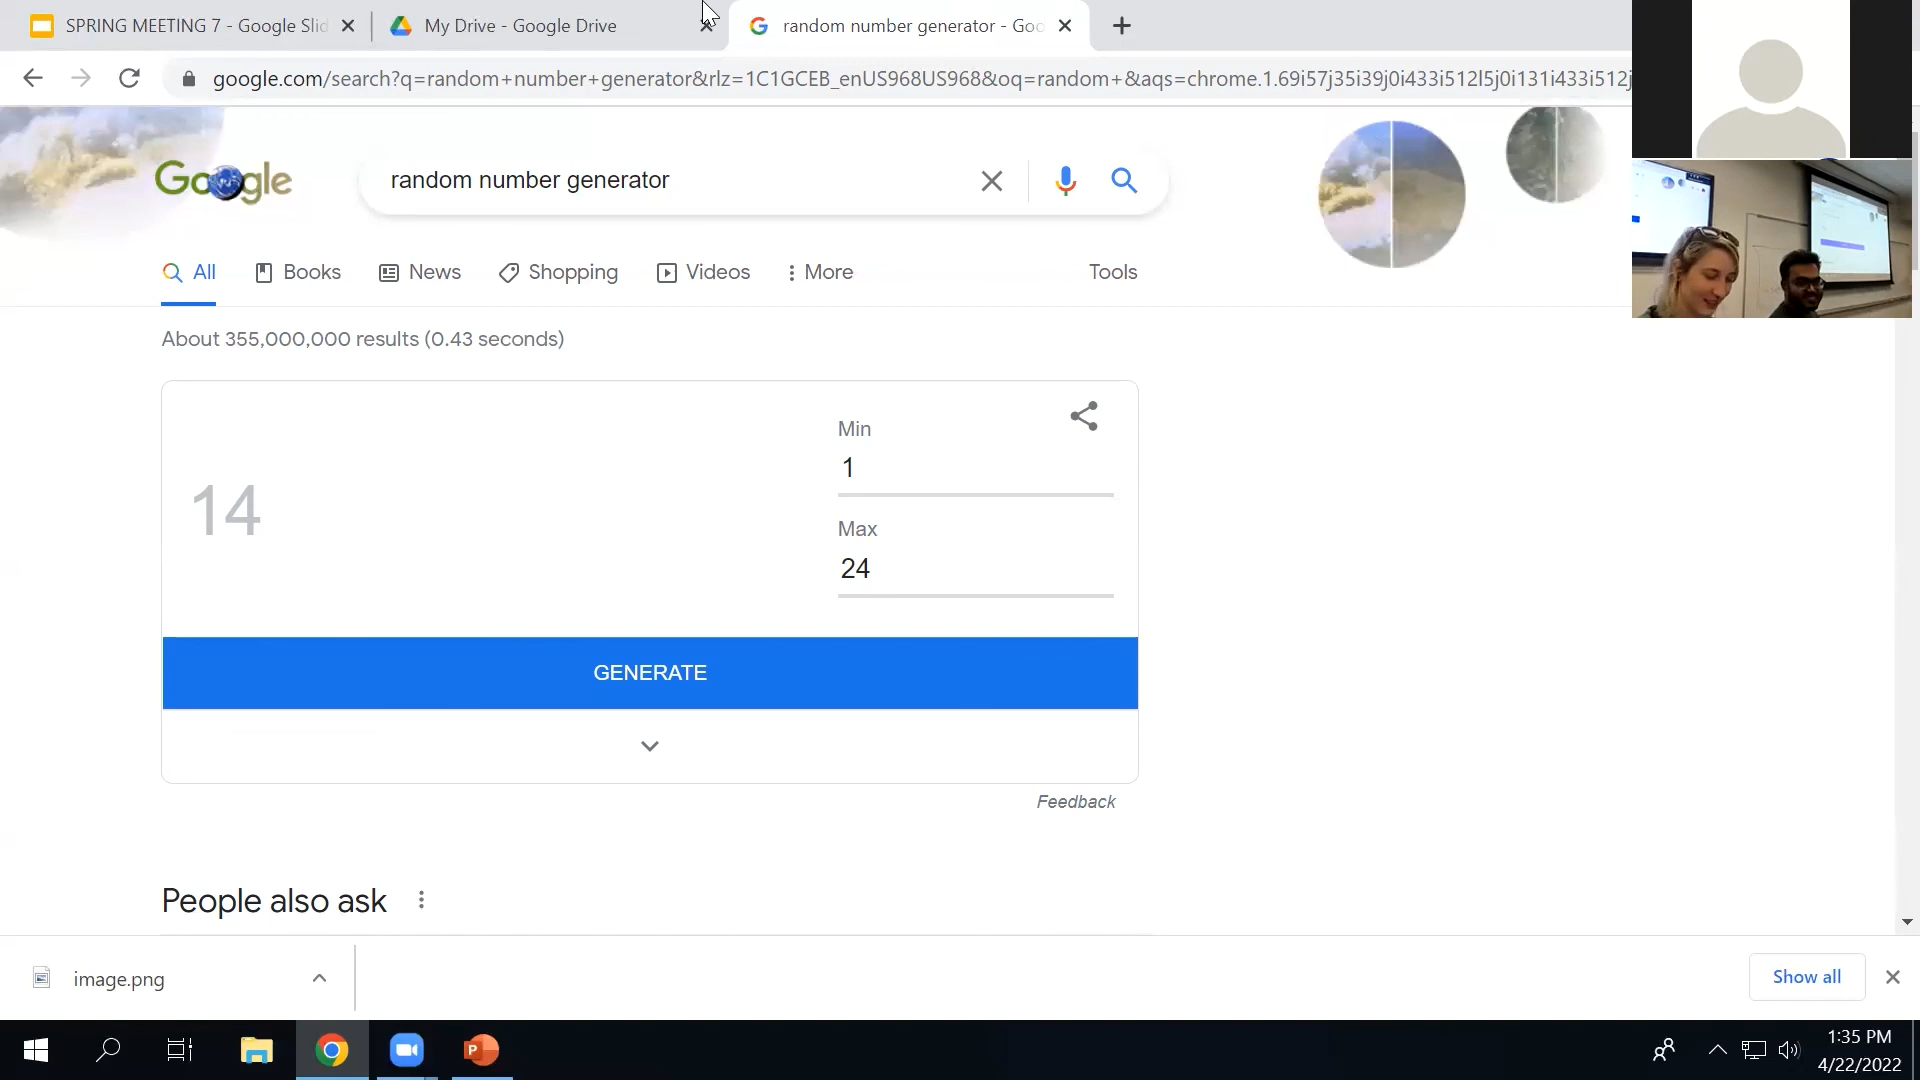 SPRING MEETING 7 - Google Slid
My Drive - Google Drive
random number generator - Goo
google.com/search?q=random+number+generator&rlz=1C1GCEB_enUS968US968&oq=random+&aqs=chrome.1.69i57j35i39j0i433i512l5j0i131i433i512j
Google
random number generator
All
Books
News
Shopping
Videos
More
Tools
About 355,000,000 results (0.43 seconds)
14
Min
1
Max
24
GENERATE
Feedback
People also ask
image.png
Show all
1:35 PM
4/22/2022